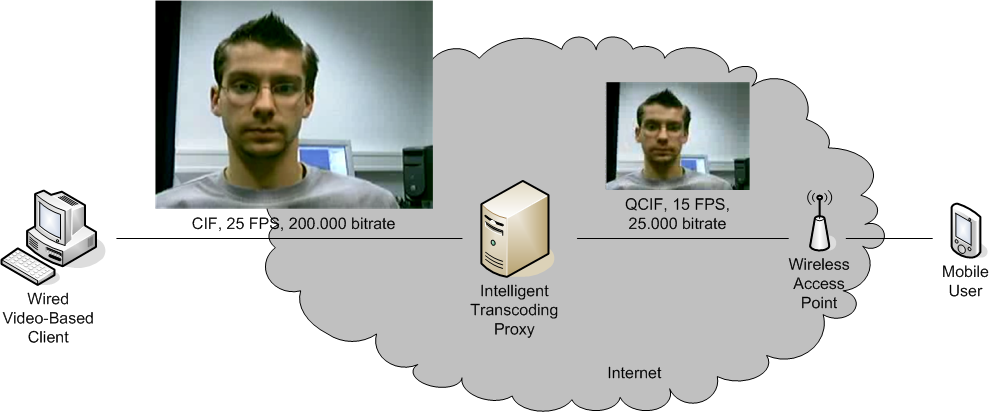 CIF, 25 FPS, 200.000 bitrate
QCIF, 15 FPS,
25.000 bitrate
Wired
Video-Based
Client
Intelligent
Transcoding
Proxy
Wireless
Access
Point
Mobile
User
Internet